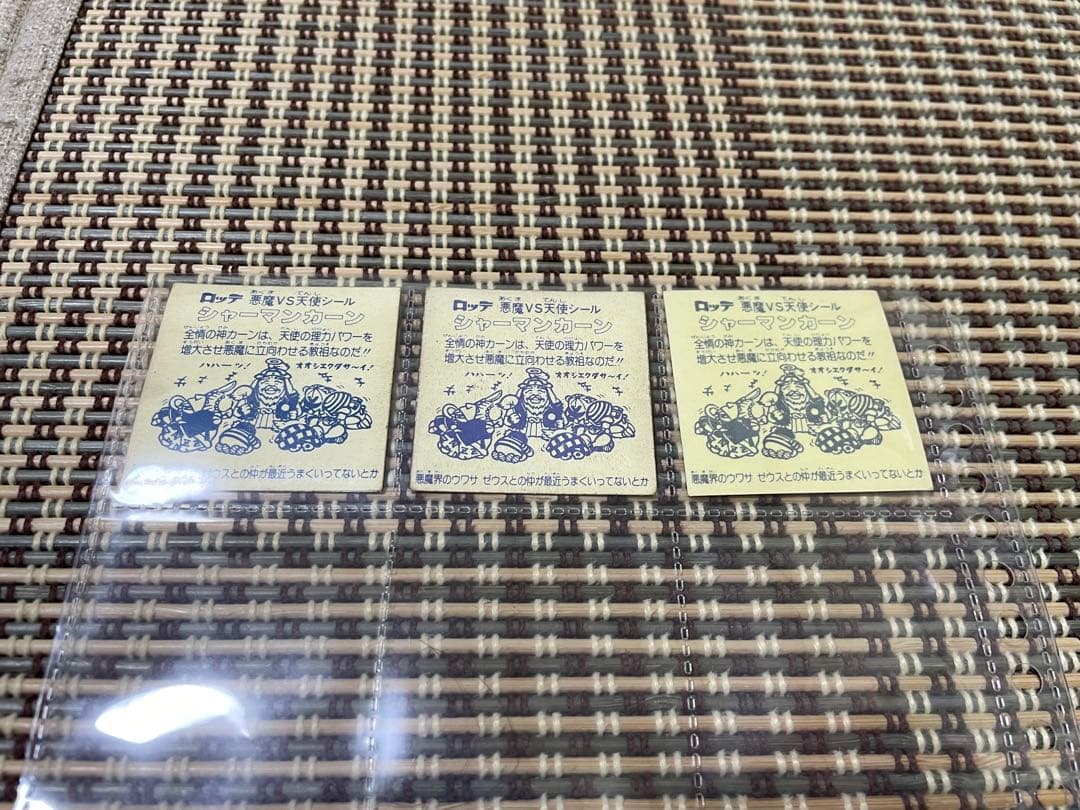 ロッテ 悪魔VS天使シール
シャーマンカーン
全情の神カーンは、天使の理力パワーを
増大させ悪魔に立向わせる教祖なのだ!!
ハハーッ! オオシエクダサ〜イ!
ゼウスとの仲が最近うまくいってないとか
ロッテ 悪魔VS天使シール
シャーマンカーン
全情の神カーンは、天使の理力パワーを
増大させ悪魔に立向わせる教祖なのだ!!
ハハーッ! オオシエクダサ〜イ!
悪魔界のウワサ ゼウスとの仲が最近うまくいってないとか
ロッテ 悪魔VS天使シール
シャーマンカーン
全情の神カーンは、天使の理力パワーを
増大させ悪魔に立向わせる教祖なのだ!!
ハハーッ! オオシエクダサ〜イ!
悪魔界のウワサ ゼウスとの仲が最近うまくいってないとか